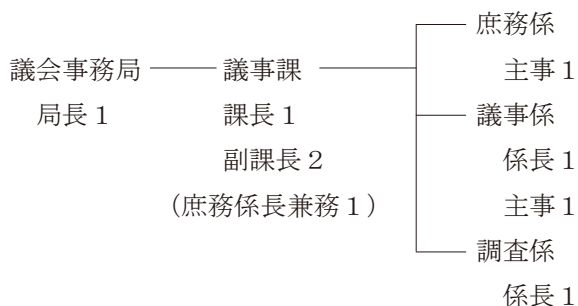 議会事務局
局長1
議事課
課長1
副課長2
（庶務係長兼務1）
庶務係
主事1
議事係
係長1
主事1
調査係
係長1